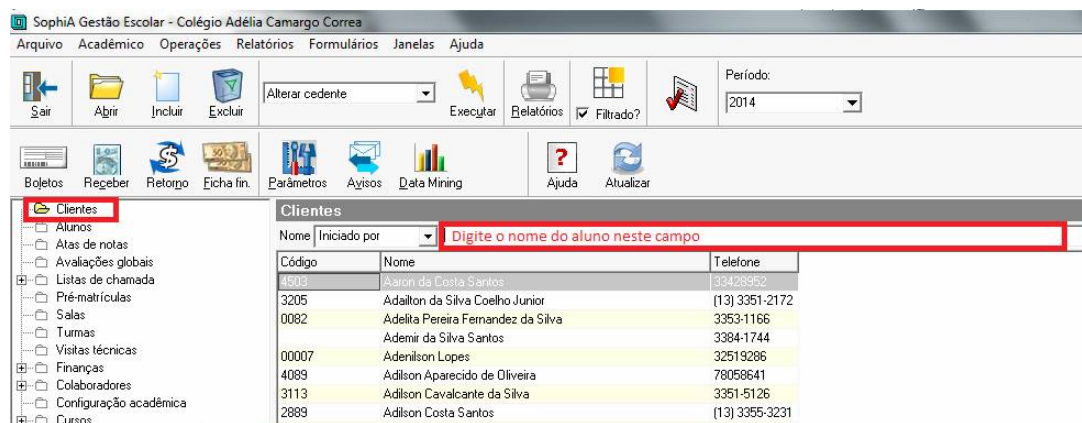 SophiA Gestão Escolar - Colégio Adélia Camargo Correa
Arquivo Acadêmico Operações Relatórios Formulários Janelas Ajuda
Período:
Alterar cedente
2014
Sair Abrir Incluir Excluir Executar Relatórios Filtrado?
Boletos Receber Retorno Ficha fin. Parâmetros Avisos Data Mining Ajuda Atualizar
Clientes
Alunos
Atas de notas
Avaliações globais
Listas de chamada
Pré-matrículas
Salas
Turmas
Visitas técnicas
Finanças
Colaboradores
Configuração acadêmica
Cursos
Clientes
Nome Iniciado por Digite o nome do aluno neste campo
Código Nome Telefone
4503 Aaron da Costa Santos 33428952
3205 Adailton da Silva Coelho Junior (13) 3351-2172
0082 Adelita Pereira Fernandez da Silva 3353-1166
Ademir da Silva Santos 3384-1744
00007 Adenilson Lopes 32519286
4089 Adilson Aparecido de Oliveira 78058641
3113 Adilson Cavalcante da Silva 3351-5126
2889 Adilson Costa Santos (13) 3355-3231